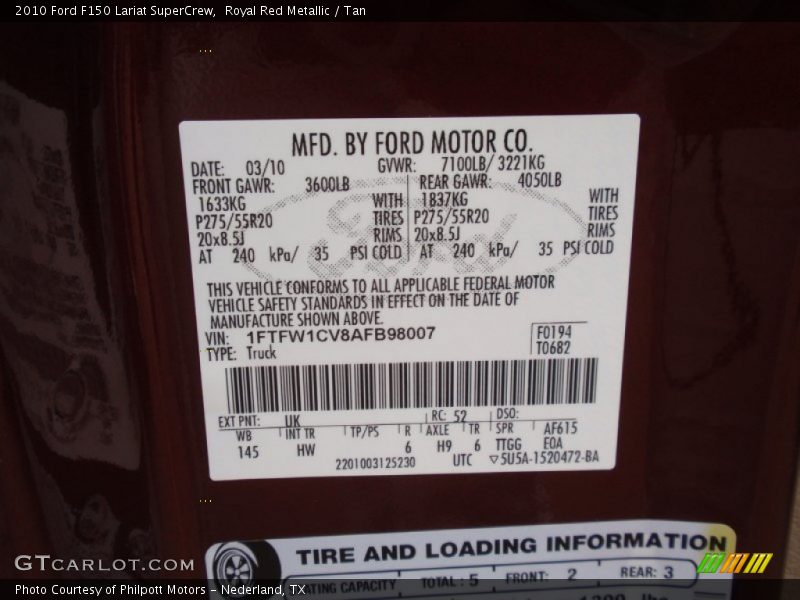 2010 Ford F150 Lariat SuperCrew, Royal Red Metallic / Tan
MFD. BY FORD MOTOR CO.
DATE: 03/10 GVWR: 7100LB/ 3221KG
FRONT GAWR: 3600LB REAR GAWR: 4050LB
1633KG WITH 1837KG WITH
P275/55R20 TIRES P275/55R20 TIRES
20x8.5J RIMS 20x8.5J RIMS
AT 240 kPa/ 35 PSI COLD AT 240 kPa/ 35 PSI COLD
THIS VEHICLE CONFORMS TO ALL APPLICABLE FEDERAL MOTOR
VEHICLE SAFETY STANDARDS IN EFFECT ON THE DATE OF
MANUFACTURE SHOWN ABOVE.
VIN: 1FTFW1CV8AFB98007 F0194
TYPE: Truck T0682
EXT PNT: UK RC: 52 DSO:
WB INT TR TP/PS R AXLE TR SPR AF615
145 HW 6 H9 6 TTGG E0A
2201003125230 UTC ▽5U5A-1520472-BA
TIRE AND LOADING INFORMATION
CAPACITY TOTAL: 5 FRONT: 2 REAR: 3
GTCARLOT.COM
Photo Courtesy of Philpott Motors - Nederland, TX